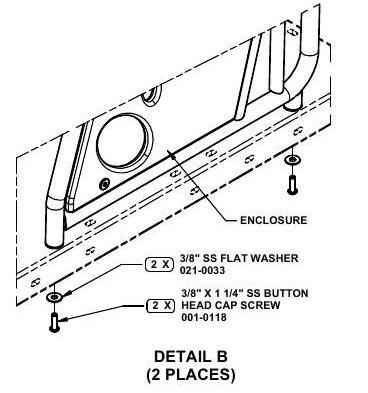 ENCLOSURE
2 X 3/8" SS FLAT WASHER
021-0033
3/8" X 1 1/4" SS BUTTON
2 X HEAD CAP SCREW
001-0118
DETAIL B
(2 PLACES)